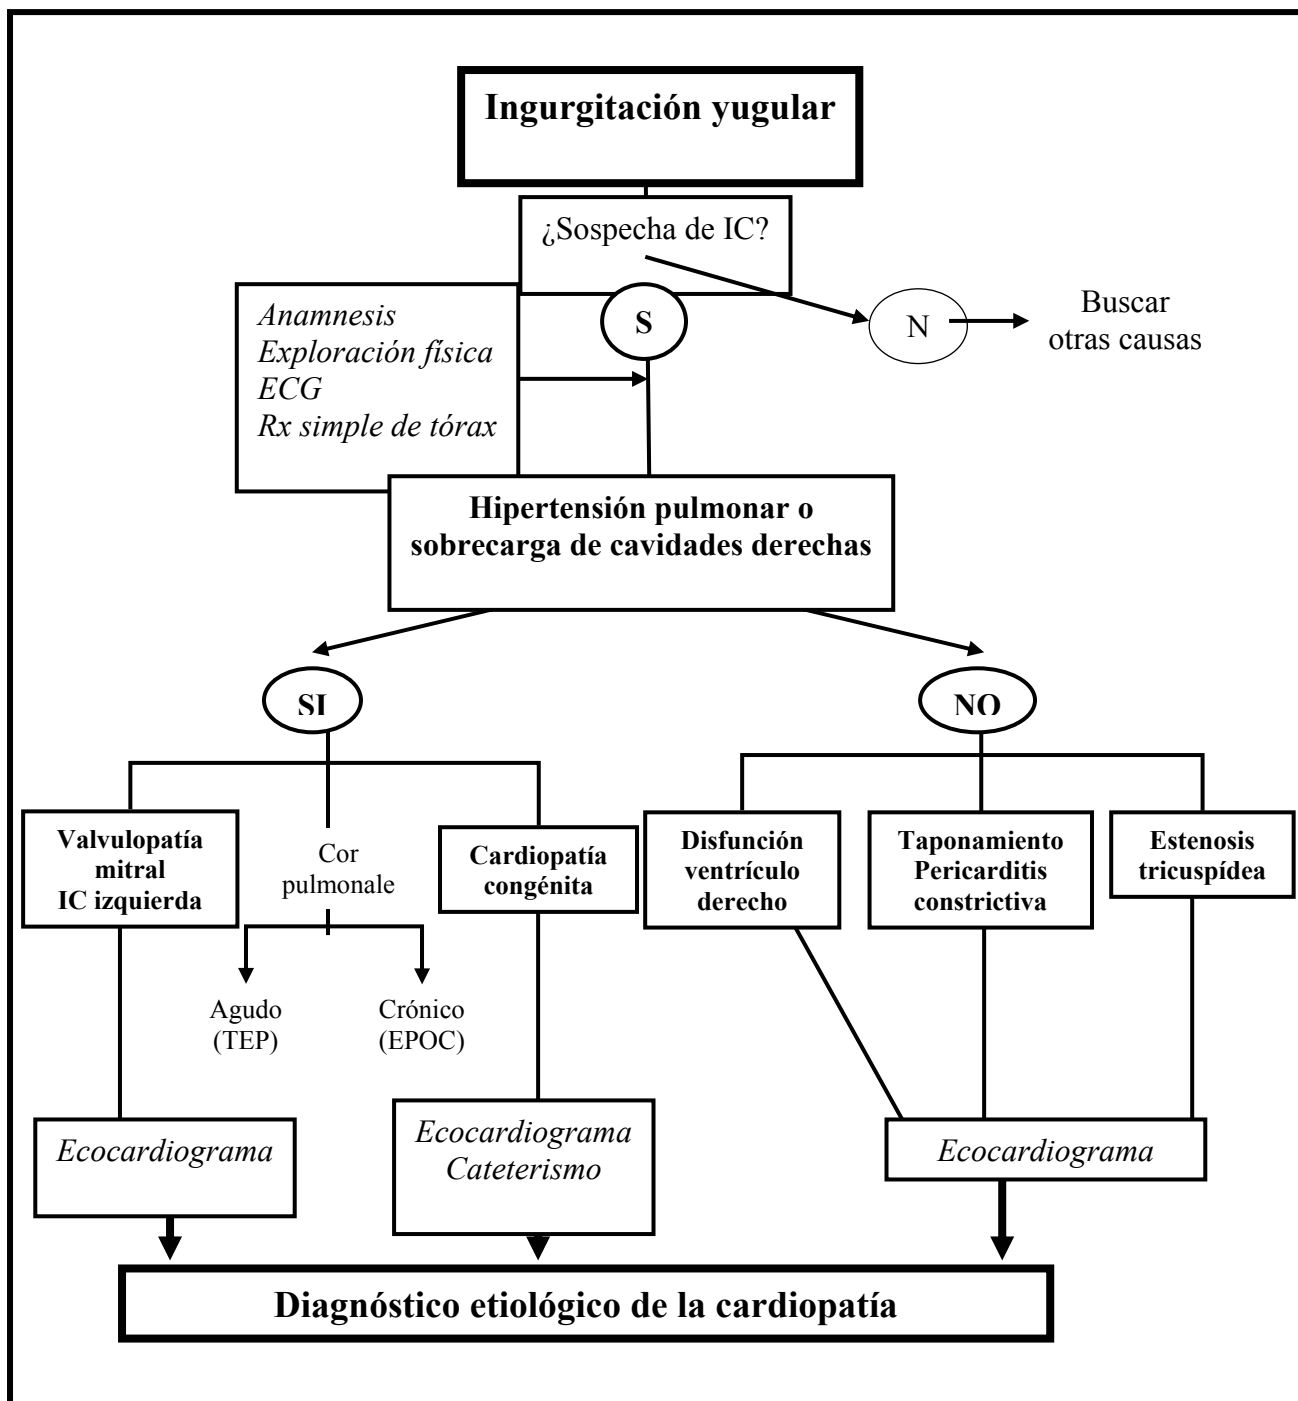 Ingurgitación yugular
¿Sospecha de IC?
Anamnesis
Exploración física
ECG
Rx simple de tórax
S
N
Buscar
otras causas
Hipertensión pulmonar o
sobrecarga de cavidades derechas
SI
NO
Valvulopatía
mitral
IC izquierda
Cor
pulmonale
Cardiopatía
congénita
Disfunción
ventrículo
derecho
Taponamiento
Pericarditis
constrictiva
Estenosis
tricuspídea
Agudo
(TEP)
Crónico
(EPOC)
Ecocardiograma
Ecocardiograma
Cateterismo
Ecocardiograma
Diagnóstico etiológico de la cardiopatía